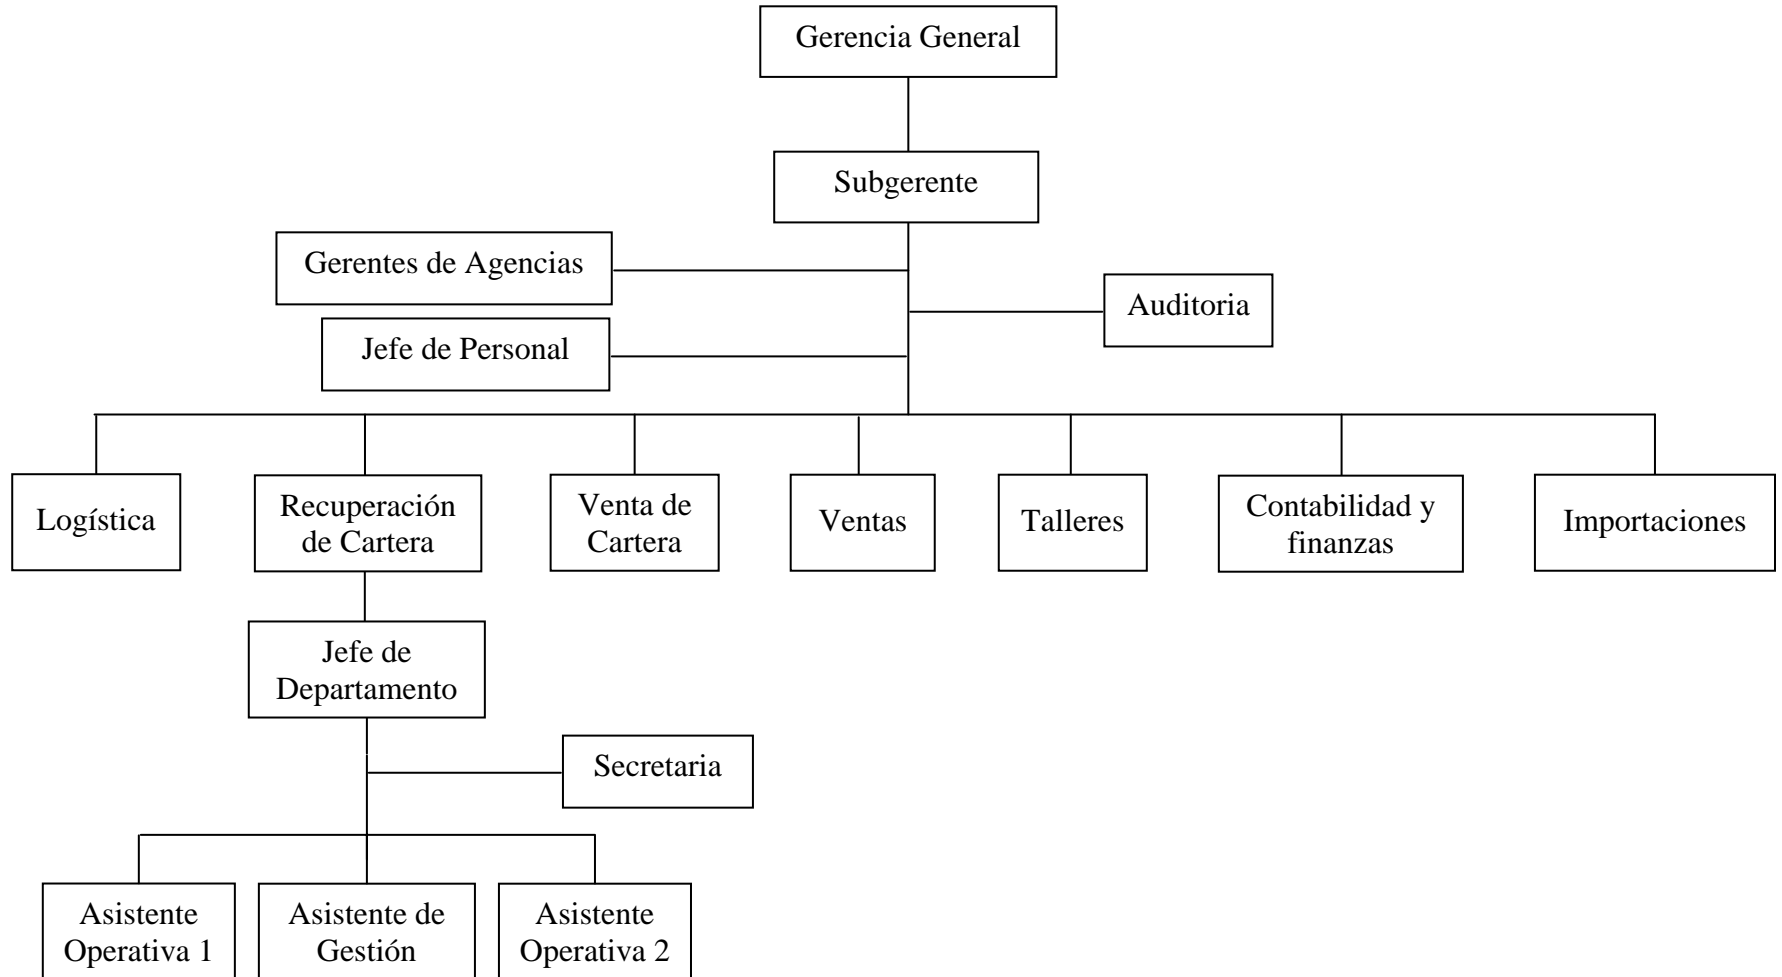 Gerencia General
Subgerente
Gerentes de Agencias
Auditoria
Jefe de Personal
Logística
Recuperación
de Cartera
Venta de
Cartera
Ventas
Talleres
Contabilidad y
finanzas
Importaciones
Jefe de
Departamento
Secretaria
Asistente
Operativa 1
Asistente de
Gestión
Asistente
Operativa 2